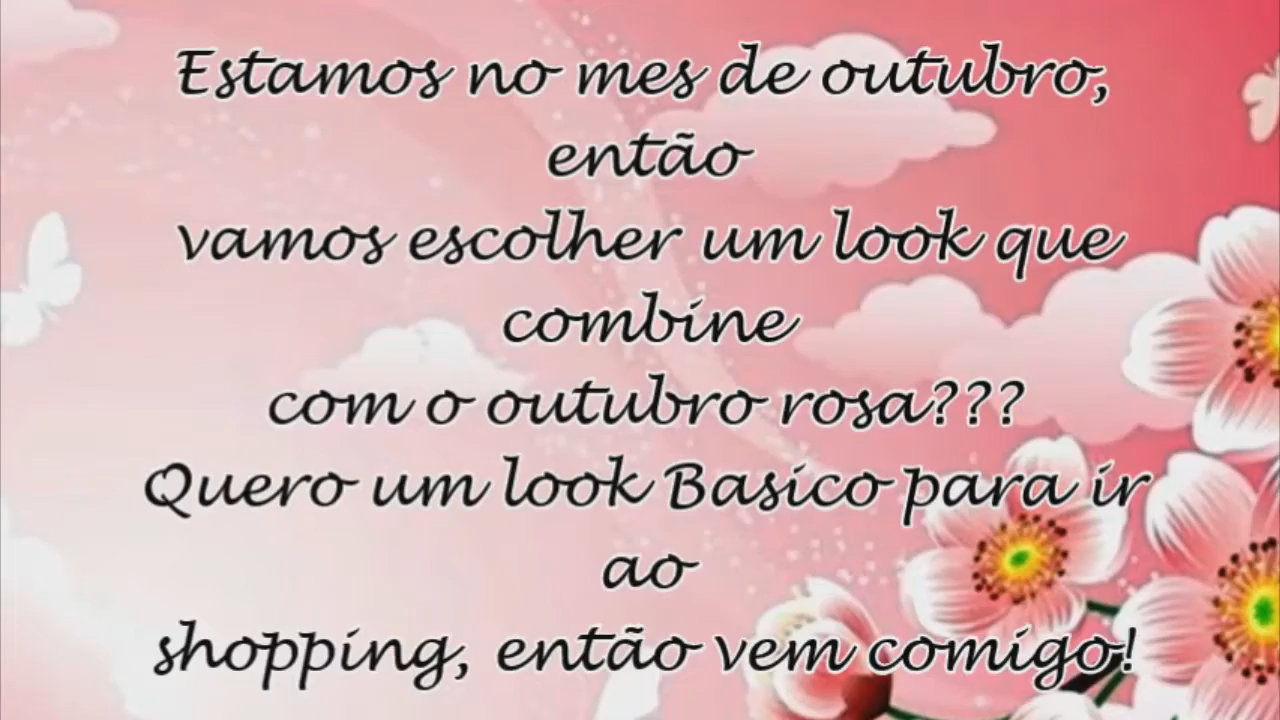 Estamos no mes de outubro,
então
vamos escolher um look que
combine
com o outubro rosa???
Quero um look Basico para ir
ao
shopping, então vem comigo!